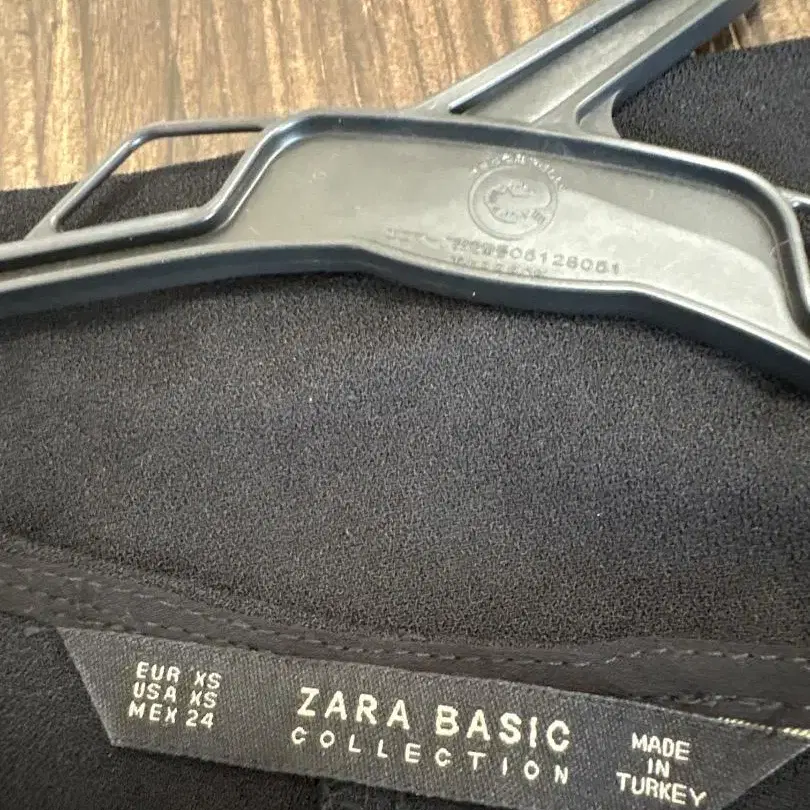 EUR XS
USA XS
MEX 24
ZARA BASIC
COLLECTION
MADE
IN
TURKEY